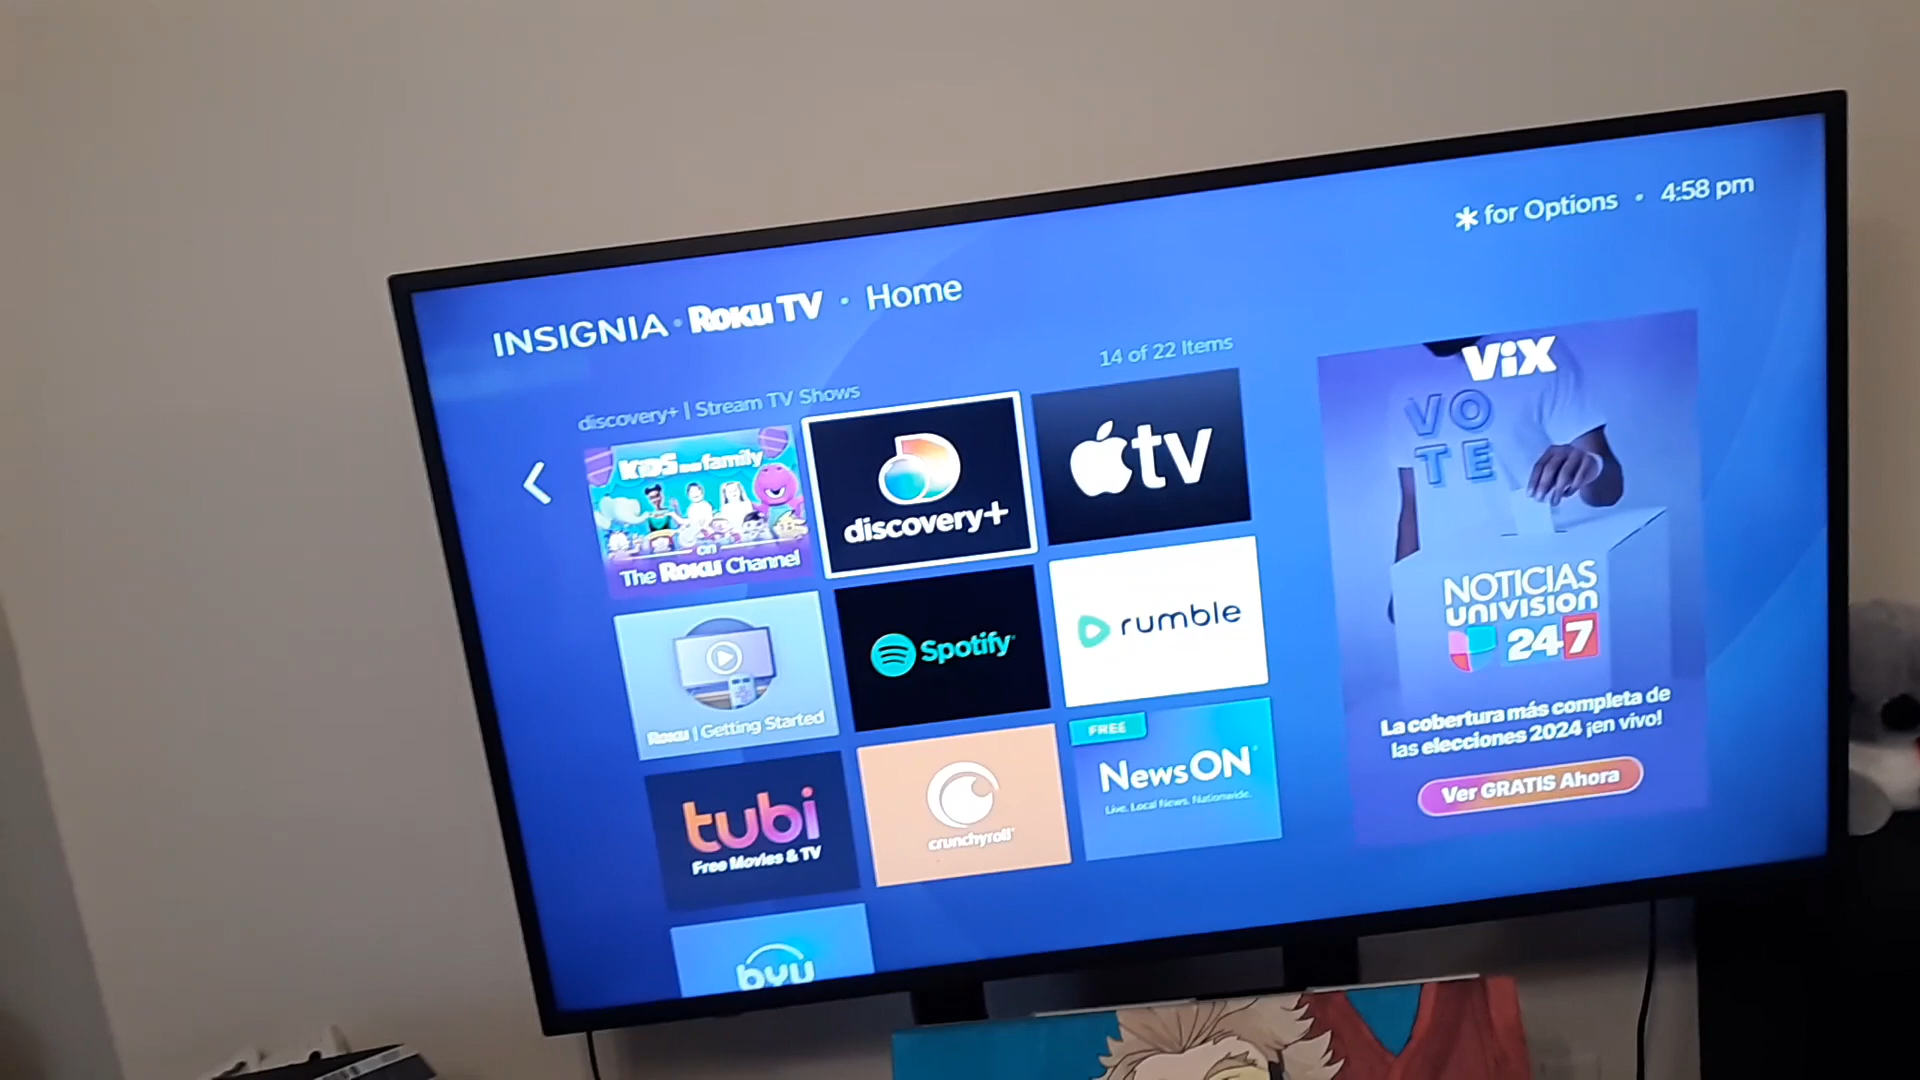 * for Options • 4:58 pm
INSIGNIA • Roku TV • Home
14 of 22 Items
discovery+ | Stream TV Shows
KIDS and family
on
The Roku Channel
discovery+
tv
Roku | Getting Started
Spotify
rumble
tubi
Free Movies & TV
crunchyroll
FREE
NewsON
Live. Local News. Nationwide.
byu
ViX
VO
TE
NOTICIAS
UNIVISION
24 7
La cobertura más completa de
las elecciones 2024 ¡en vivo!
Ver GRATIS Ahora